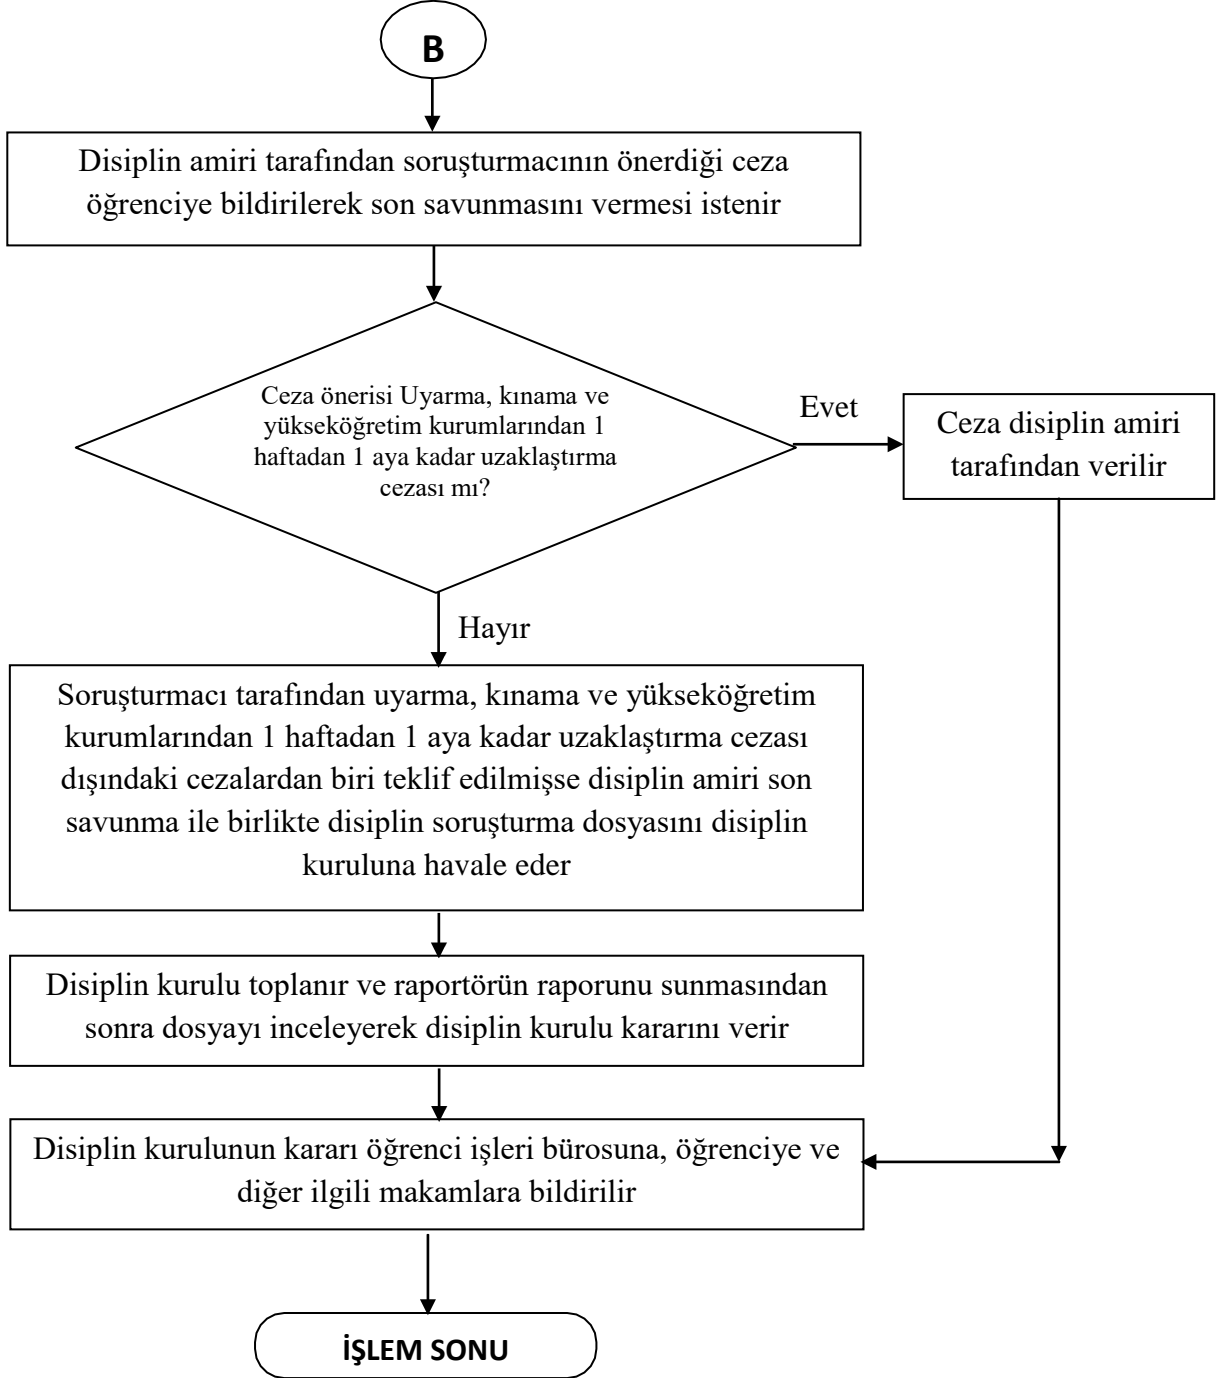 B
Disiplin amiri tarafından soruşturmacının önerdiği ceza
öğrenciye bildirilerek son savunmasını vermesi istenir
Ceza önerisi Uyarma, kınama ve
yükseköğretim kurumlarından 1
haftadan 1 aya kadar uzaklaştırma
cezası mı?
Evet
Ceza disiplin amiri
tarafından verilir
Hayır
Soruşturmacı tarafından uyarma, kınama ve yükseköğretim
kurumlarından 1 haftadan 1 aya kadar uzaklaştırma cezası
dışındaki cezalardan biri teklif edilmişse disiplin amiri son
savunma ile birlikte disiplin soruşturma dosyasını disiplin
kuruluna havale eder
Disiplin kurulu toplanır ve raportörün raporunu sunmasından
sonra dosyayı inceleyerek disiplin kurulu kararını verir
Disiplin kurulunun kararı öğrenci işleri bürosuna, öğrenciye ve
diğer ilgili makamlara bildirilir
İŞLEM SONU